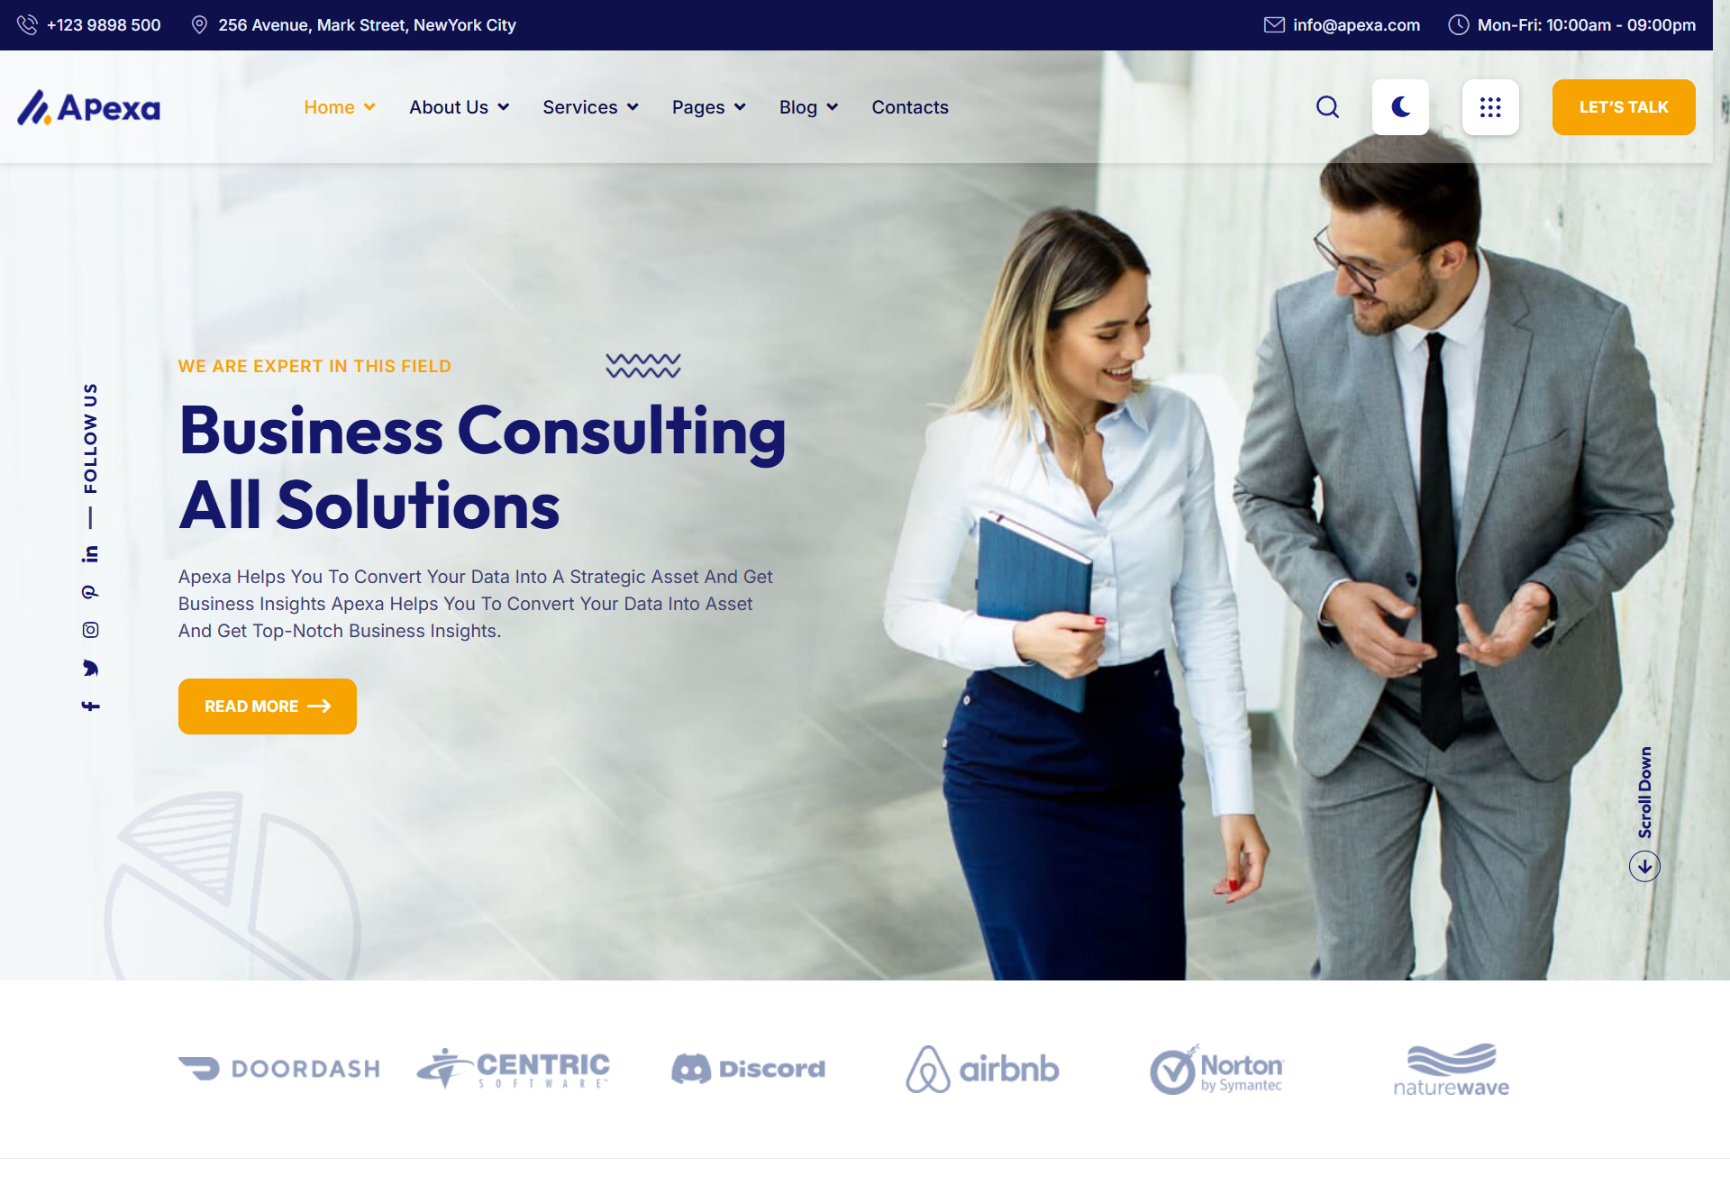 +123 9898 500
256 Avenue, Mark Street, NewYork City
info@apexa.com
Mon-Fri: 10:00am - 09:00pm
Apexa
Home
About Us
Services
Pages
Blog
Contacts
LET'S TALK
FOLLOW US
WE ARE EXPERT IN THIS FIELD
Business Consulting
All Solutions
Apexa Helps You To Convert Your Data Into A Strategic Asset And Get
Business Insights Apexa Helps You To Convert Your Data Into Asset
And Get Top-Notch Business Insights.
READ MORE
Scroll Down
DOORDASH
CENTRIC
SOFTWARE™
Discord
airbnb
Norton
by Symantec
naturewave